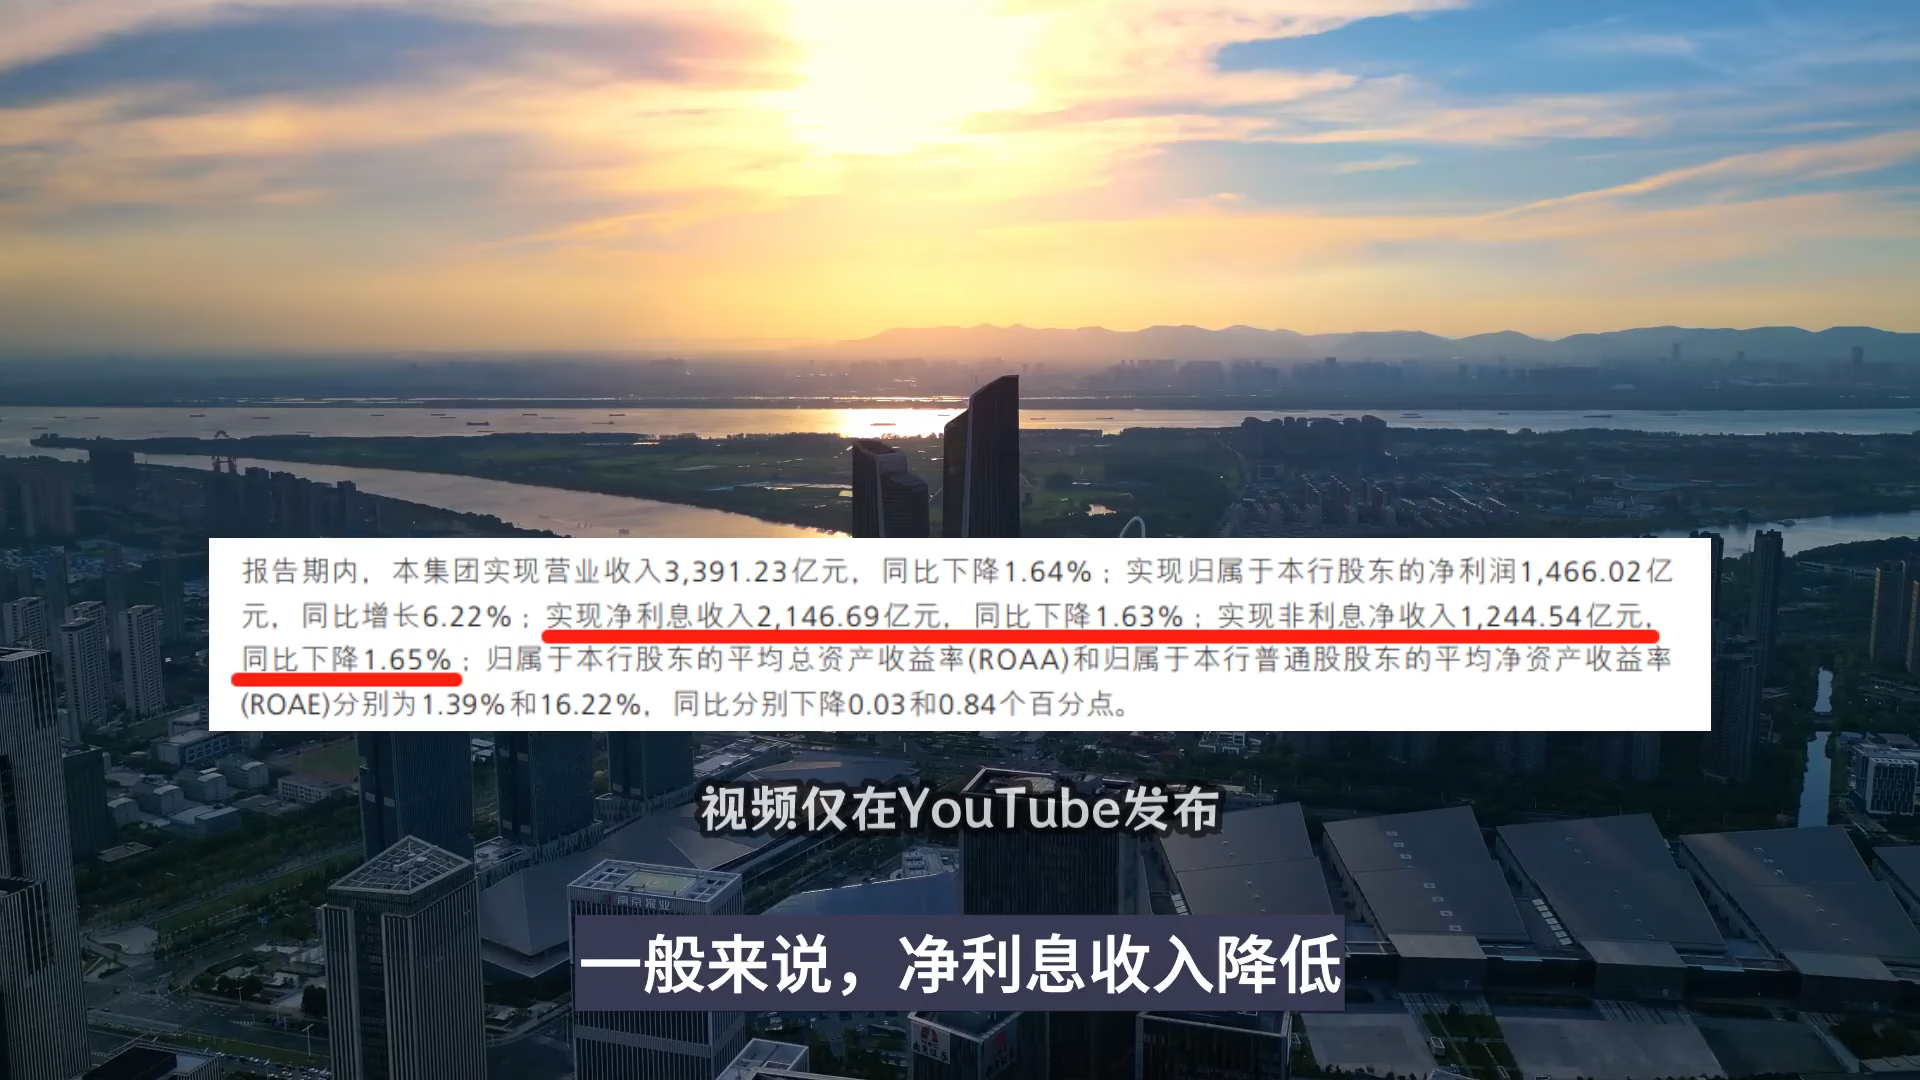 报告期内，本集团实现营业收入3,391.23亿元，同比下降1.64%；实现归属于本行股东的净利润1,466.02亿
元，同比增长6.22%；实现净利息收入2,146.69亿元，同比下降1.63%；实现非利息净收入1,244.54亿元，
同比下降1.65%；归属于本行股东的平均总资产收益率(ROAA)和归属于本行普通股股东的平均净资产收益率
(ROAE)分别为1.39%和16.22%，同比分别下降0.03和0.84个百分点。
视频仅在YouTube发布
南京报业
一般来说，净利息收入降低